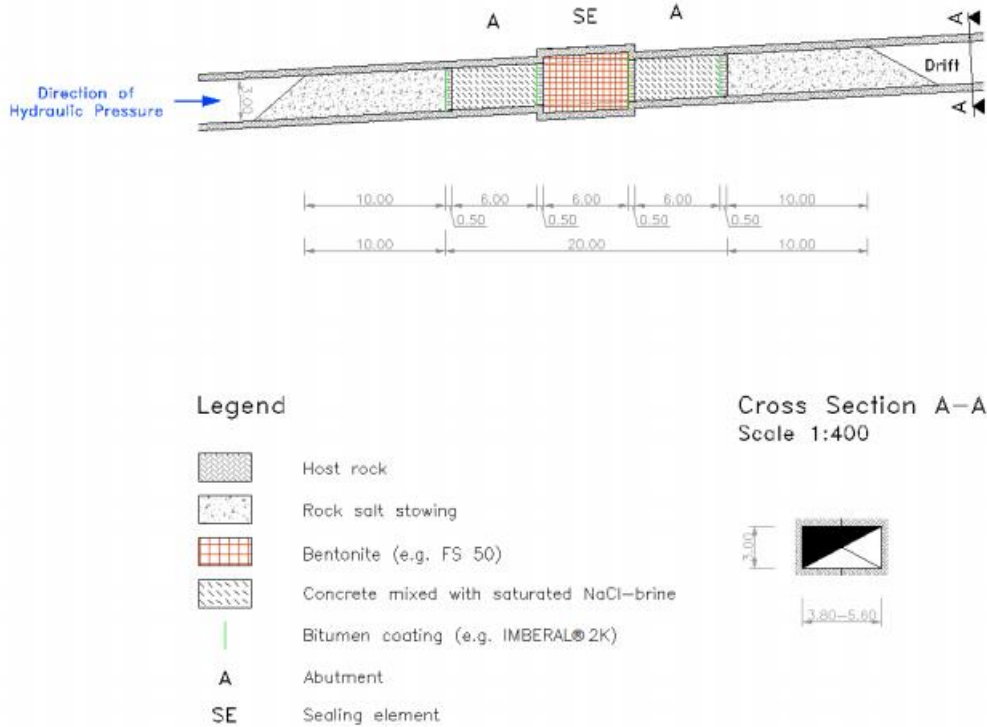 A
SE
A
A
Drift
Direction of
Hydraulic Pressure
3.00
A
10.00
6.00
6.00
6.00
10.00
0.50
0.50
0.50
0.50
10.00
20.00
10.00
Legend
Cross Section A-A
Scale 1:400
Host rock
Rock salt stowing
Bentonite (e.g. FS 50)
Concrete mixed with saturated NaCl-brine
Bitumen coating (e.g. IMBERAL® 2K)
A Abutment
SE Sealing element
3.00
3.80-5.60